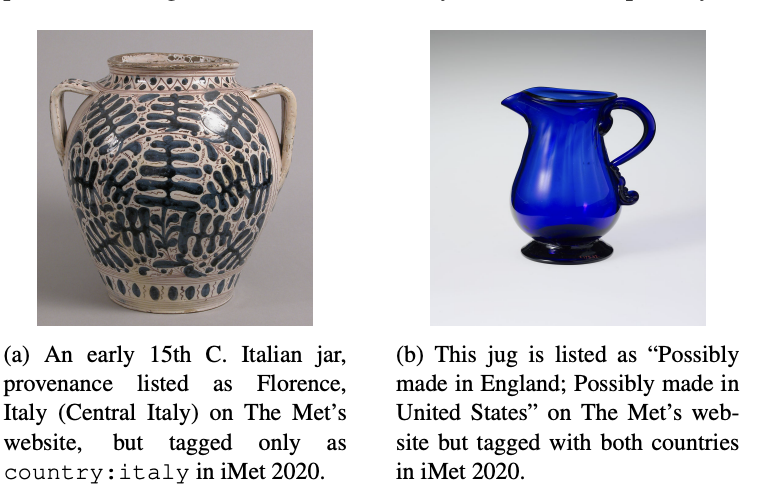 (a) An early 15th C. Italian jar,
provenance listed as Florence,
Italy (Central Italy) on The Met's
website, but tagged only as
country:italy in iMet 2020.
(b) This jug is listed as “Possibly
made in England; Possibly made in
United States” on The Met's web-
site but tagged with both countries
in iMet 2020.